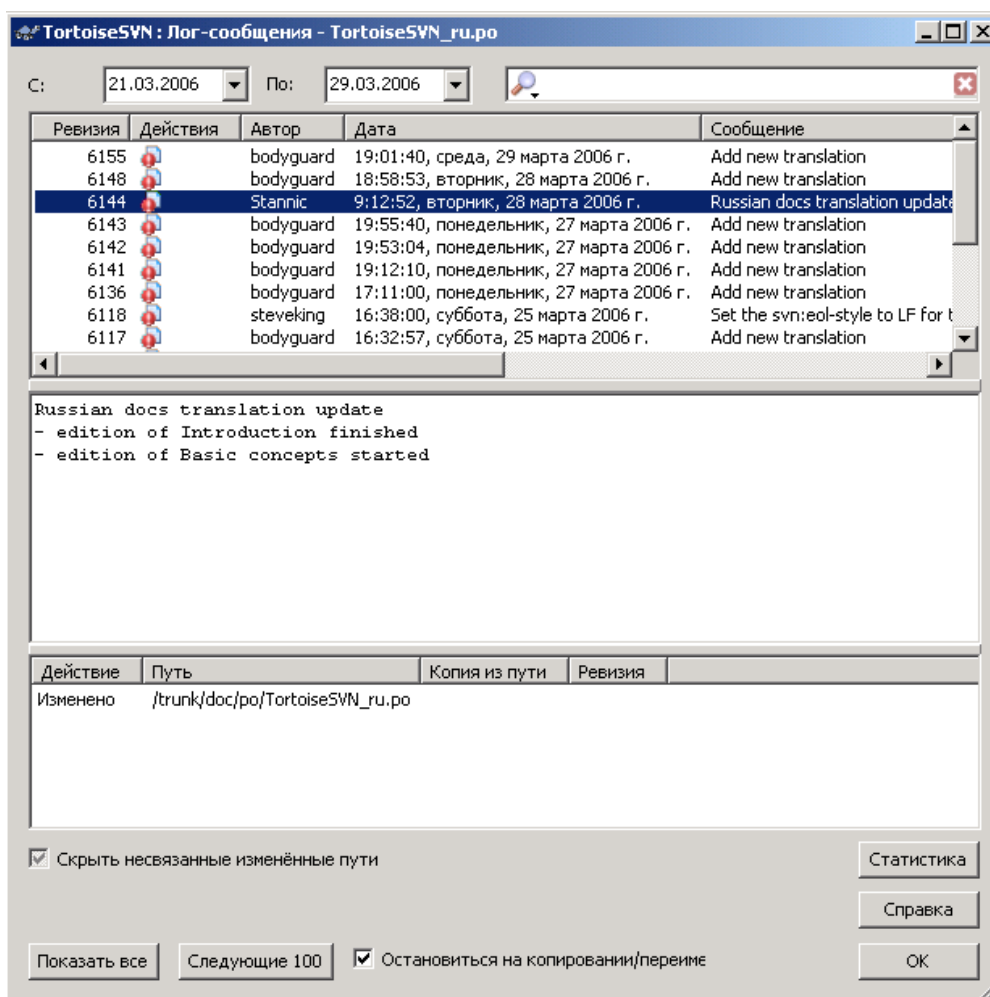 TortoiseSVN : Лог-сообщения - TortoiseSVN_ru.po
С: 21.03.2006 По: 29.03.2006
Ревизия Действия Автор Дата Сообщение
6155 bodyguard 19:01:40, среда, 29 марта 2006 г. Add new translation
6148 bodyguard 18:58:53, вторник, 28 марта 2006 г. Add new translation
6144 Stannic 9:12:52, вторник, 28 марта 2006 г. Russian docs translation update
6143 bodyguard 19:55:40, понедельник, 27 марта 2006 г. Add new translation
6142 bodyguard 19:53:04, понедельник, 27 марта 2006 г. Add new translation
6141 bodyguard 19:12:10, понедельник, 27 марта 2006 г. Add new translation
6136 bodyguard 17:11:00, понедельник, 27 марта 2006 г. Add new translation
6118 steveking 16:38:00, суббота, 25 марта 2006 г. Set the svn:eol-style to LF for t
6117 bodyguard 16:32:57, суббота, 25 марта 2006 г. Add new translation
Russian docs translation update
- edition of Introduction finished
- edition of Basic concepts started
Действие Путь Копия из пути Ревизия
Изменено /trunk/doc/po/TortoiseSVN_ru.po
Скрыть несвязанные изменённые пути Статистика
Справка
Показать все Следующие 100 Остановиться на копировании/переиме OK